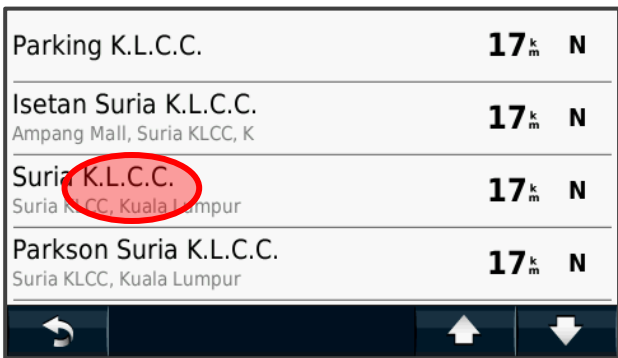 Parking K.L.C.C. 17 km N
Isetan Suria K.L.C.C. 17 km N
Ampang Mall, Suria KLCC, K
Suria K.L.C.C. 17 km N
Suria KLCC, Kuala Lumpur
Parkson Suria K.L.C.C. 17 km N
Suria KLCC, Kuala Lumpur